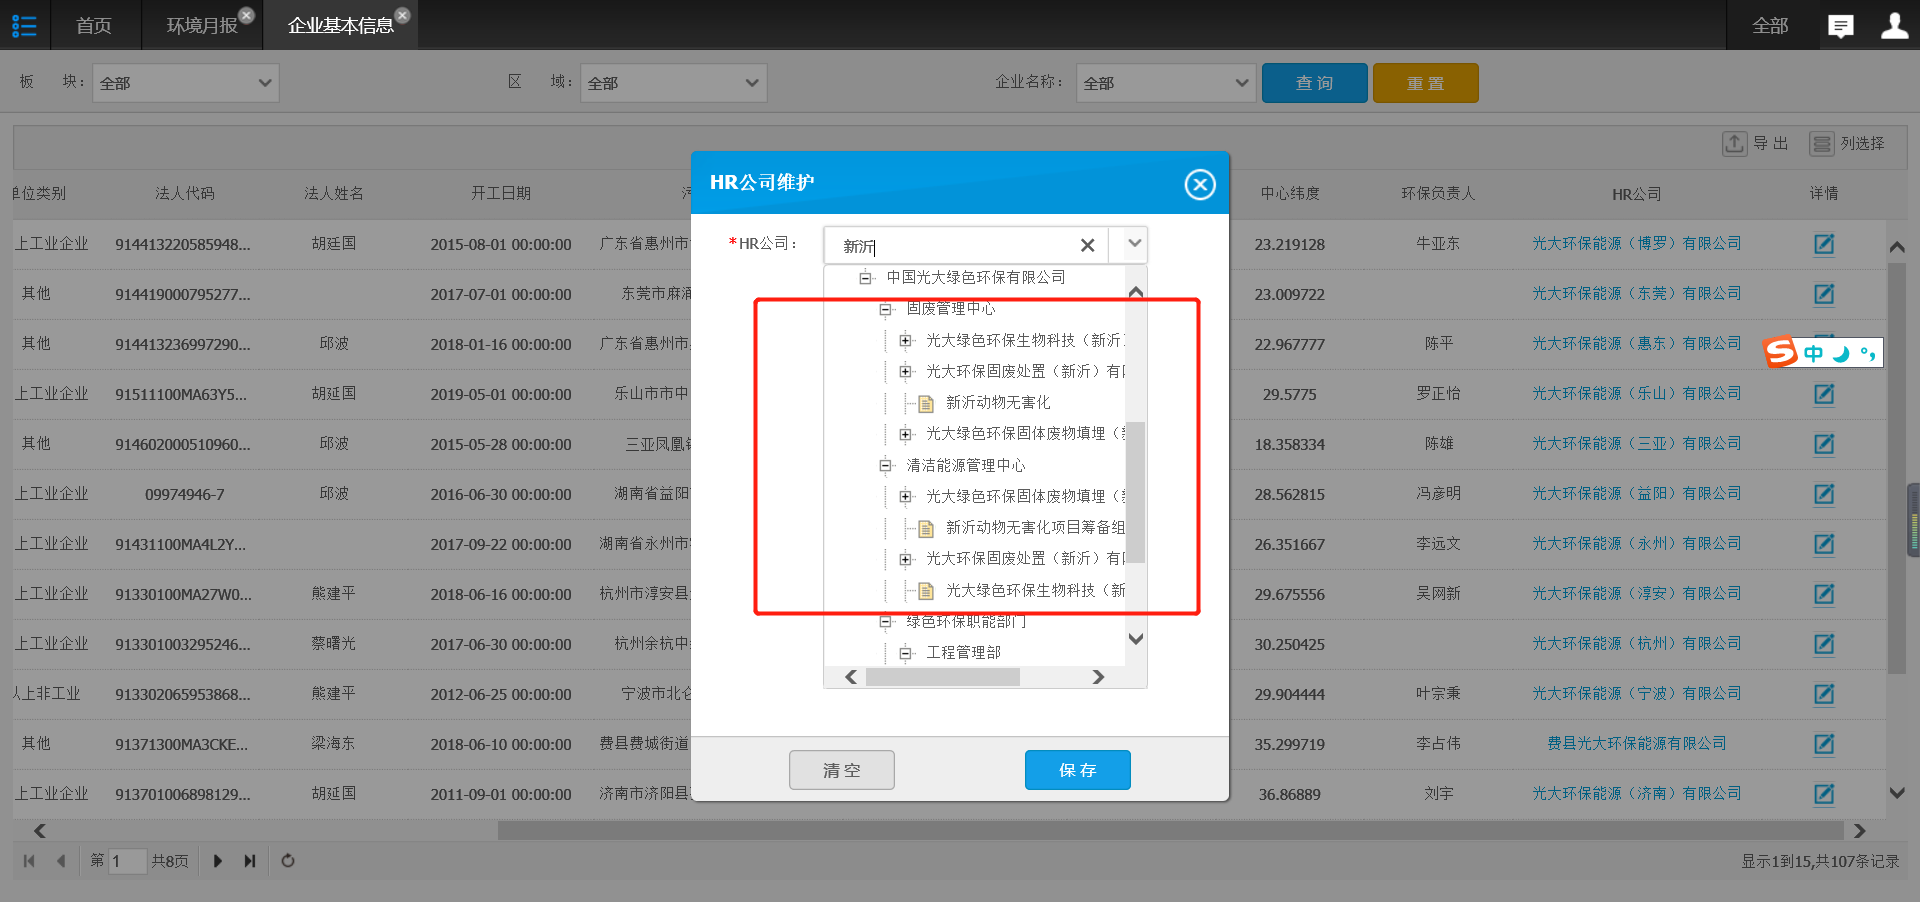 首页 环境月报 企业基本信息 全部
板 块: 全部 区 域: 全部 企业名称: 全部 查 询 重 置
导 出 列选择
单位类别 法人代码 法人姓名 开工日期 中心纬度 环保负责人 HR公司 详情
上工业企业 914413220585948... 胡延国 2015-08-01 00:00:00 广东省惠州市 23.219128 牛亚东 光大环保能源（博罗）有限公司
其他 914419000795277... 2017-07-01 00:00:00 东莞市麻涌 23.009722 光大环保能源（东莞）有限公司
其他 914413236997290... 邱波 2018-01-16 00:00:00 广东省惠州市 22.967777 陈平 光大环保能源（惠东）有限公司
上工业企业 91511100MA63Y5... 胡延国 2019-05-01 00:00:00 乐山市市中 29.5775 罗正怡 光大环保能源（乐山）有限公司
其他 914602000510960... 邱波 2015-05-28 00:00:00 三亚凤凰 18.358334 陈雄 光大环保能源（三亚）有限公司
上工业企业 09974946-7 邱波 2016-06-30 00:00:00 湖南省益阳 28.562815 冯彦明 光大环保能源（益阳）有限公司
上工业企业 91431100MA4L2Y... 2017-09-22 00:00:00 湖南省永州市 26.351667 李远文 光大环保能源（永州）有限公司
上工业企业 91330100MA27W0... 熊建平 2018-06-16 00:00:00 杭州市淳安县 29.675556 吴网新 光大环保能源（淳安）有限公司
上工业企业 913301003295246... 蔡曙光 2017-06-30 00:00:00 杭州余杭中 30.250425 光大环保能源（杭州）有限公司
以上非工业 913302065953868... 熊建平 2012-06-25 00:00:00 宁波市北仑 29.904444 叶宗秉 光大环保能源（宁波）有限公司
其他 91371300MA3CKE... 梁海东 2018-06-10 00:00:00 费县费城街道 35.299719 李占伟 费县光大环保能源有限公司
上工业企业 913701006898129... 胡延国 2011-09-01 00:00:00 济南市济阳县 36.86889 刘宇 光大环保能源（济南）有限公司
第 1 共8页 显示1到15,共107条记录
HR公司维护
*HR公司： 新沂
中国光大绿色环保有限公司
固废管理中心
光大绿色环保生物科技（新沂
光大环保固废处置（新沂）有
新沂动物无害化
光大绿色环保固体废物填埋（
清洁能源管理中心
光大绿色环保固体废物填埋（
新沂动物无害化项目筹备组
光大环保固废处置（新沂）有
光大绿色环保生物科技（新
绿色环保职能部门
工程管理部
清 空 保 存
S 中